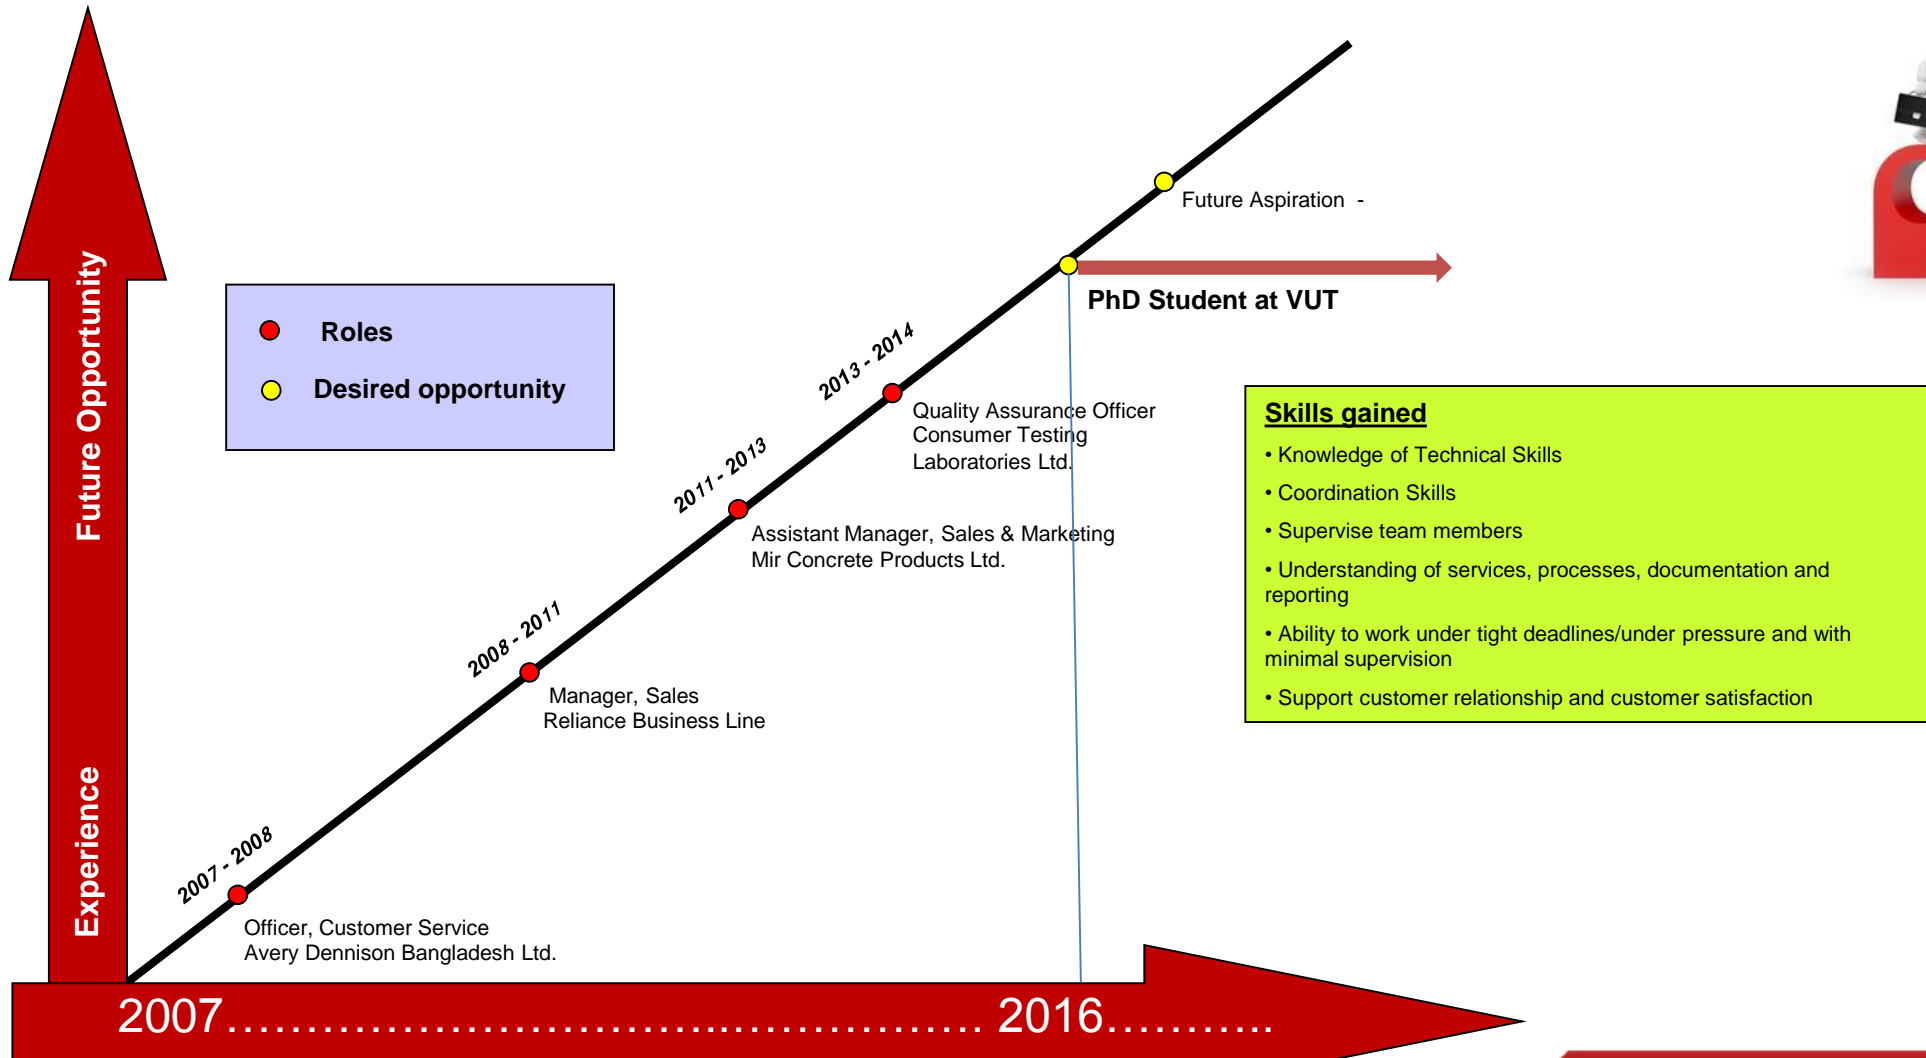 Future Opportunity
Experience
Roles
Desired opportunity
Future Aspiration -
PhD Student at VUT
2013 - 2014
Quality Assurance Officer
Consumer Testing
Laboratories Ltd.
2011 - 2013
Assistant Manager, Sales & Marketing
Mir Concrete Products Ltd.
2008 - 2011
Manager, Sales
Reliance Business Line
2007 - 2008
Officer, Customer Service
Avery Dennison Bangladesh Ltd.
Skills gained
• Knowledge of Technical Skills
• Coordination Skills
• Supervise team members
• Understanding of services, processes, documentation and
reporting
• Ability to work under tight deadlines/under pressure and with
minimal supervision
• Support customer relationship and customer satisfaction
2007................................................ 2016...........